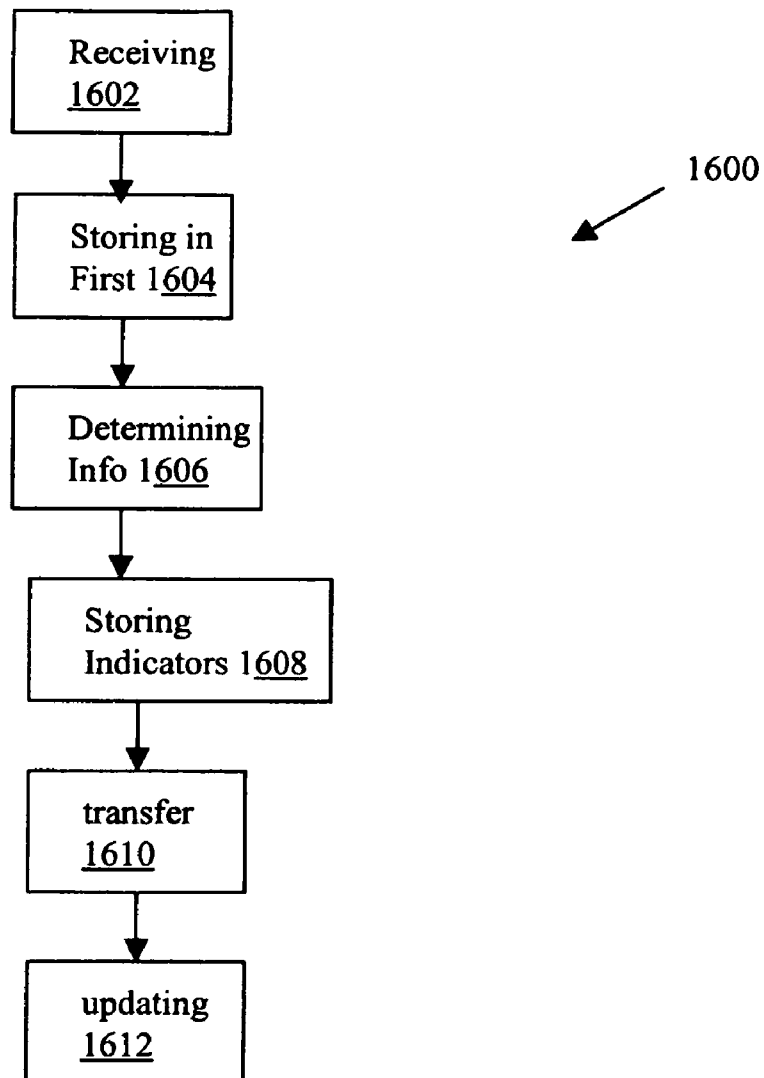 Receiving
1602
1600
Storing in
First 1604
Determining
Info 1606
Storing
Indicators 1608
transfer
1610
updating
1612